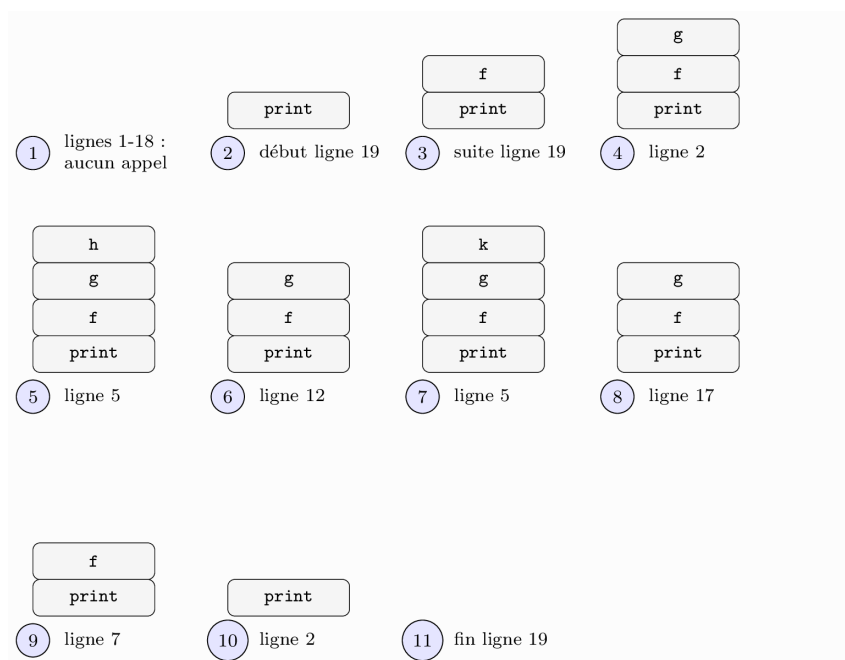 g
f
f
print
print
print
1 lignes 1-18 :
aucun appel
2 début ligne 19
3 suite ligne 19
4 ligne 2
h
k
g
g
g
g
f
f
f
f
print
print
print
print
5 ligne 5
6 ligne 12
7 ligne 5
8 ligne 17
f
print
print
9 ligne 7
10 ligne 2
11 fin ligne 19